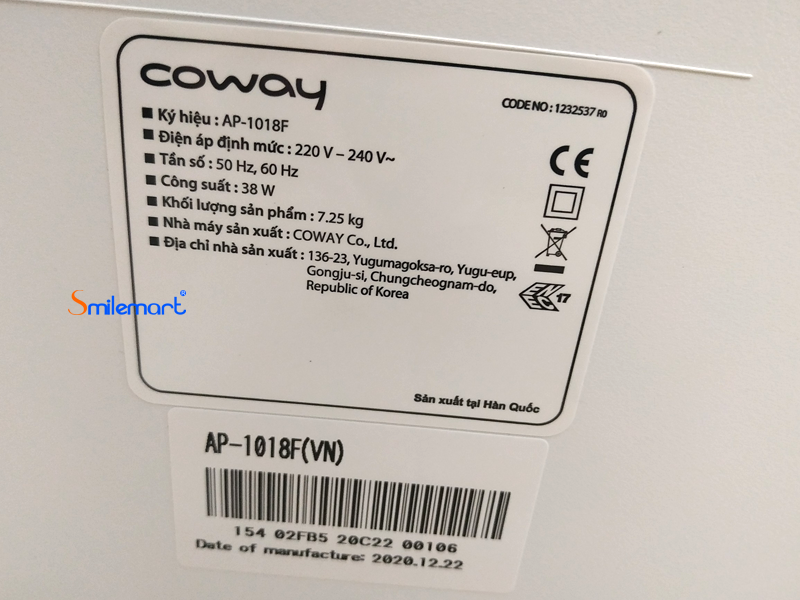 coway
CODE NO : 1232537 R0
■ Ký hiệu : AP-1018F
■ Điện áp định mức : 220 V – 240 V~
■ Tần số : 50 Hz, 60 Hz
■ Công suất : 38 W
■ Khối lượng sản phẩm : 7.25 kg
■ Nhà máy sản xuất : COWAY Co., Ltd.
■ Địa chỉ nhà sản xuất : 136-23, Yugumagoksa-ro, Yugu-eup,
Gongju-si, Chungcheognam-do,
Republic of Korea
CE
ENEC 17
Smilemart®
Sản xuất tại Hàn Quốc
AP-1018F(VN)
154 02FB5 20C22 00106
Date of manufacture: 2020.12.22